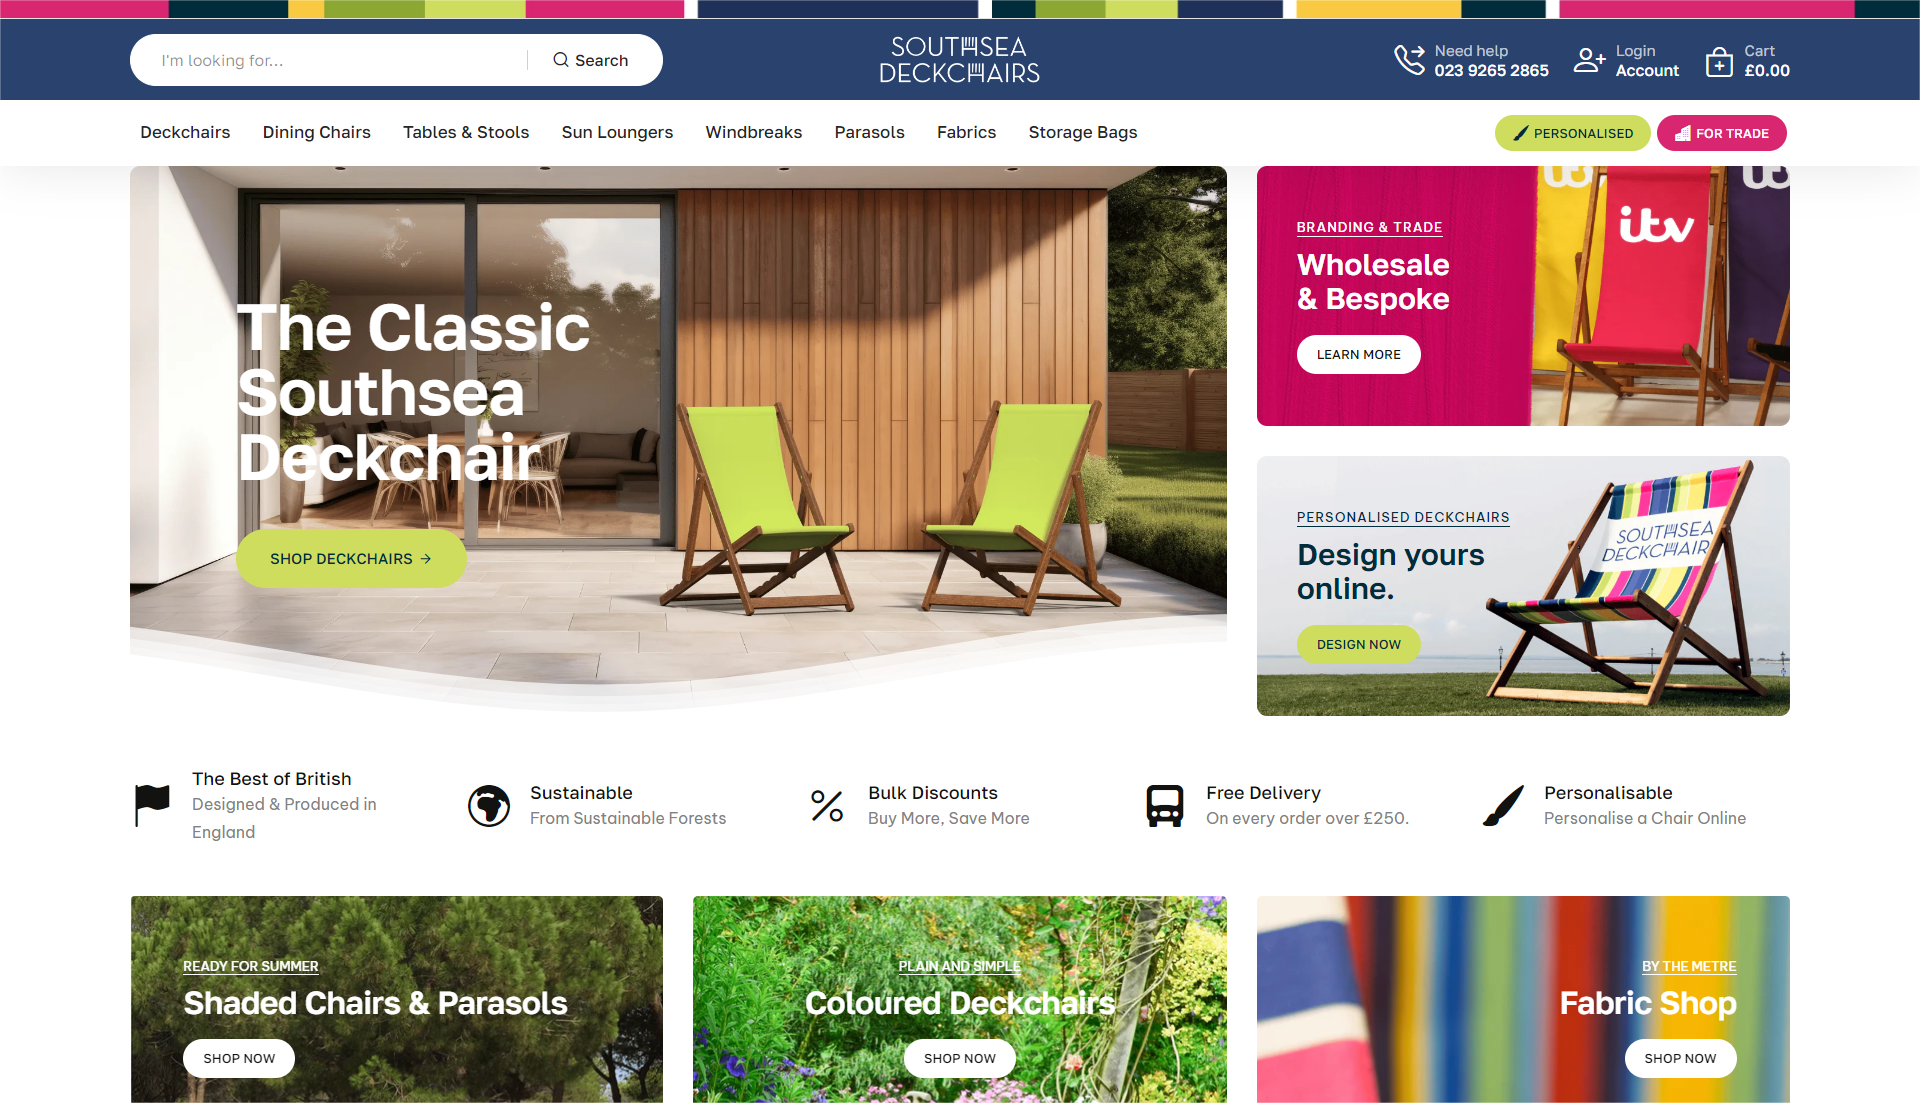 I'm looking for...
Search
SOUTHSEA
DECKCHAIRS
Need help
023 9265 2865
Login
Account
Cart
£0.00
Deckchairs
Dining Chairs
Tables & Stools
Sun Loungers
Windbreaks
Parasols
Fabrics
Storage Bags
PERSONALISED
FOR TRADE
The Classic
Southsea
Deckchair
SHOP DECKCHAIRS →
BRANDING & TRADE
Wholesale
& Bespoke
LEARN MORE
itv
itv
itv
PERSONALISED DECKCHAIRS
Design yours
online.
DESIGN NOW
SOUTHSEA
DECKCHAIR
The Best of British
Designed & Produced in
England
Sustainable
From Sustainable Forests
Bulk Discounts
Buy More, Save More
Free Delivery
On every order over £250.
Personalisable
Personalise a Chair Online
READY FOR SUMMER
Shaded Chairs & Parasols
SHOP NOW
PLAIN AND SIMPLE
Coloured Deckchairs
SHOP NOW
BY THE METRE
Fabric Shop
SHOP NOW